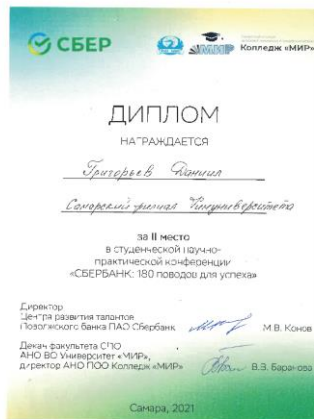 СБЕР
МИР
Колледж «МИР»
ДИПЛОМ
НАГРАЖДАЕТСЯ
Григорьев Даниил
Самарский филиал Финуниверситета
за II место
в студенческой научно-
практической конференции
«СБЕРБАНК: 180 поводов для успеха»
Директор
Центра развития талантов
Поволжского банка ПАО Сбербанк
М.В. Конов
Декан факультета СПО
АНО ВО Университет «МИР»,
директор АНО ПОО Колледж «МИР»
В.В. Баранова
Самара, 2021